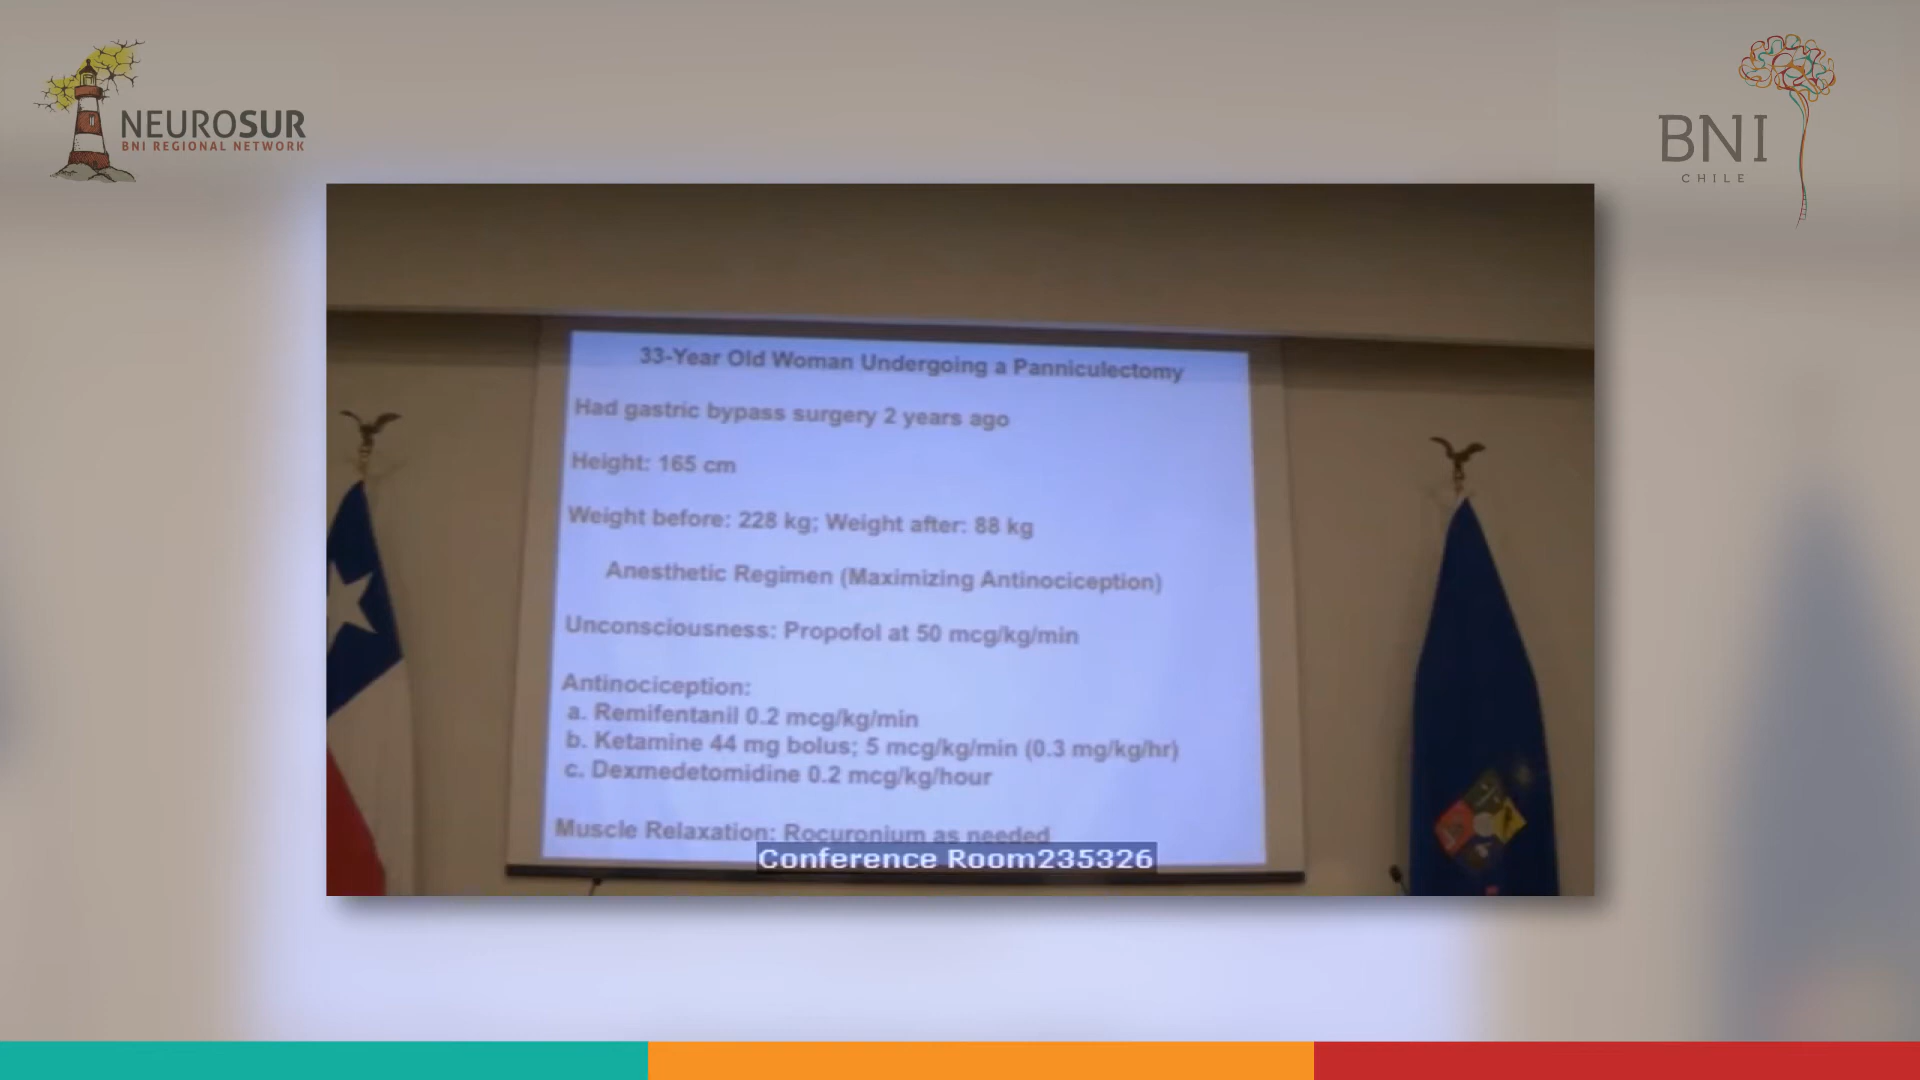 NEUROSUR
BNI REGIONAL NETWORK
BNI
CHILE
33-Year Old Woman Undergoing a Panniculectomy
Had gastric bypass surgery 2 years ago
Height: 165 cm
Weight before: 228 kg; Weight after: 88 kg
Anesthetic Regimen (Maximizing Antinociception)
Unconsciousness: Propofol at 50 mcg/kg/min
Antinociception:
a. Remifentanil 0.2 mcg/kg/min
b. Ketamine 44 mg bolus; 5 mcg/kg/min (0.3 mg/kg/hr)
c. Dexmedetomidine 0.2 mcg/kg/hour
Muscle Relaxation: Rocuronium as needed
Conference Room235326